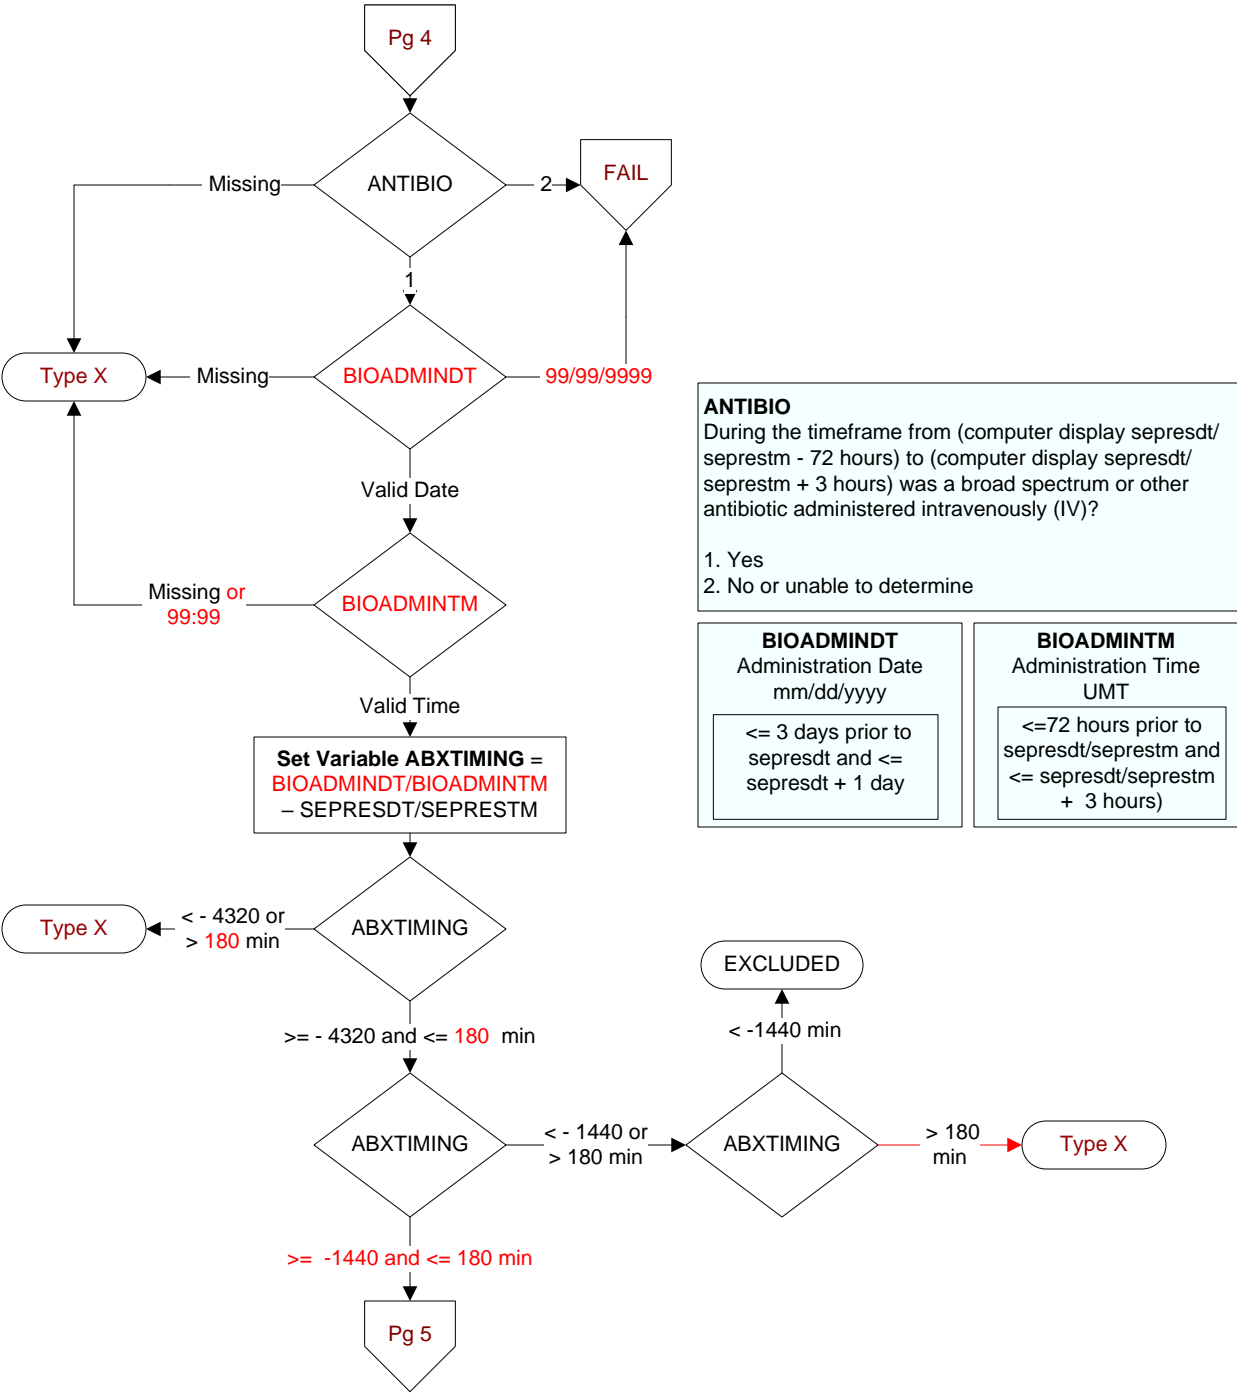 Pg 4
Missing
ANTIBIO
2
FAIL
1
Type X
Missing
BIOADMINDT
99/99/9999
ANTIBIO
During the timeframe from (computer display sepresdt/
seprestm - 72 hours) to (computer display sepresdt/
seprestm + 3 hours) was a broad spectrum or other
antibiotic administered intravenously (IV)?
1. Yes
2. No or unable to determine
Valid Date
Missing or
99:99
BIOADMINTM
BIOADMINDT
Administration Date
mm/dd/yyyy
<= 3 days prior to
sepresdt and <=
sepresdt + 1 day
BIOADMINTM
Administration Time
UMT
<=72 hours prior to
sepresdt/seprestm and
<= sepresdt/seprestm
+ 3 hours)
Valid Time
Set Variable ABXTIMING =
BIOADMINDT/BIOADMINTM
– SEPRESDT/SEPRESTM
Type X
< - 4320 or
> 180 min
ABXTIMING
EXCLUDED
>= - 4320 and <= 180 min
< -1440 min
ABXTIMING
< - 1440 or
> 180 min
ABXTIMING
> 180
min
Type X
>= -1440 and <= 180 min
Pg 5